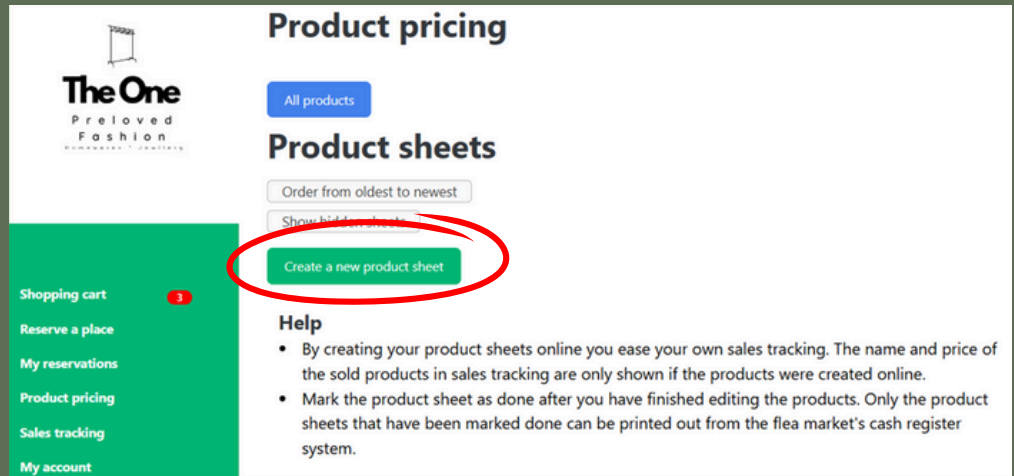 The One
Preloved
Fashion
Homewares * Jewllery
Shopping cart 3
Reserve a place
My reservations
Product pricing
Sales tracking
My account
Product pricing
All products
Product sheets
Order from oldest to newest
Show hidden sheets
Create a new product sheet
Help
• By creating your product sheets online you ease your own sales tracking. The name and price of
the sold products in sales tracking are only shown if the products were created online.
• Mark the product sheet as done after you have finished editing the products. Only the product
sheets that have been marked done can be printed out from the flea market's cash register
system.